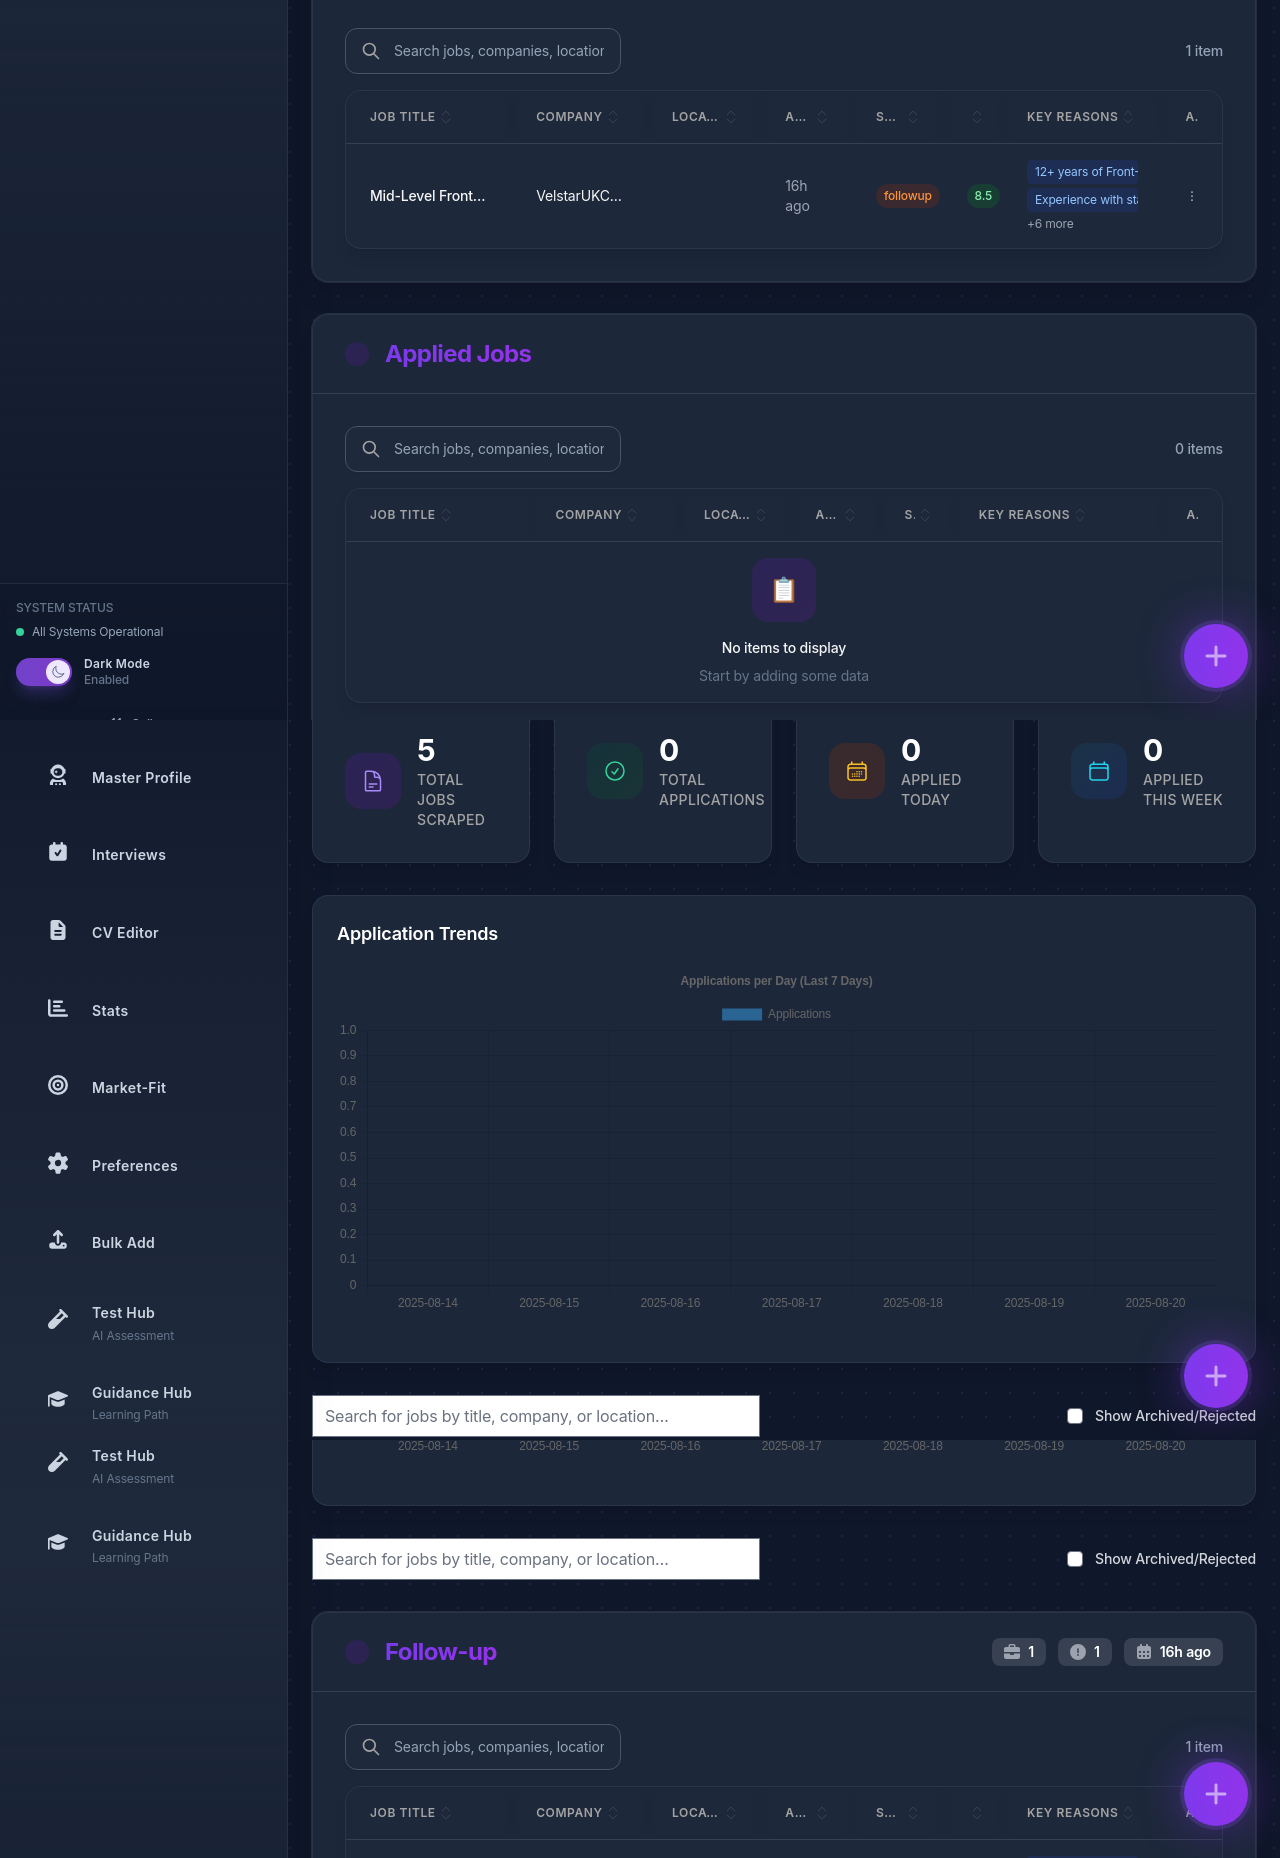 Search jobs, companies, locatior
1 item
JOB TITLE COMPANY LOCA... A... S... KEY REASONS A.
Mid-Level Front... VelstarUKC... 16h ago followup 8.5
12+ years of Front-
Experience with sta
+6 more
Applied Jobs
Search jobs, companies, locatior
0 items
JOB TITLE COMPANY LOCA... A... S. KEY REASONS A.
No items to display
Start by adding some data
SYSTEM STATUS
All Systems Operational
Dark Mode
Enabled
Master Profile
Interviews
CV Editor
Stats
Market-Fit
Preferences
Bulk Add
Test Hub
AI Assessment
Guidance Hub
Learning Path
Test Hub
AI Assessment
Guidance Hub
Learning Path
5
TOTAL
JOBS
SCRAPED
0
TOTAL
APPLICATIONS
0
APPLIED
TODAY
0
APPLIED
THIS WEEK
Application Trends
Applications per Day (Last 7 Days)
Applications
1.0
0.9
0.8
0.7
0.6
0.5
0.4
0.3
0.2
0.1
0
2025-08-14 2025-08-15 2025-08-16 2025-08-17 2025-08-18 2025-08-19 2025-08-20
Search for jobs by title, company, or location...
Show Archived/Rejected
2025-08-14 2025-08-15 2025-08-16 2025-08-17 2025-08-18 2025-08-19 2025-08-20
Search for jobs by title, company, or location...
Show Archived/Rejected
Follow-up
1 1 16h ago
Search jobs, companies, locatior
1 item
JOB TITLE COMPANY LOCA... A... S... KEY REASONS